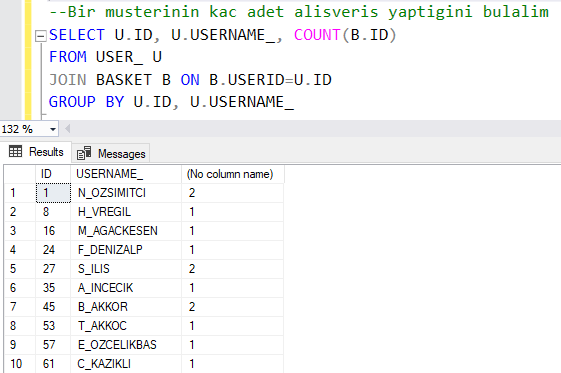 --Bir musterinin kac adet alisveris yaptigini bulalim
SELECT U.ID, U.USERNAME_, COUNT(B.ID)
FROM USER_ U
JOIN BASKET B ON B.USERID=U.ID
GROUP BY U.ID, U.USERNAME_
132 %
Results Messages
ID USERNAME_ (No column name)
1 1 N_OZSIMITCI 2
2 8 H_VREGIL 1
3 16 M_AGACKESEN 1
4 24 F_DENIZALP 1
5 27 S_ILIS 2
6 35 A_INCECIK 1
7 45 B_AKKOR 2
8 53 T_AKKOC 1
9 57 E_OZCELIKBAS 1
10 61 C_KAZIKLI 1